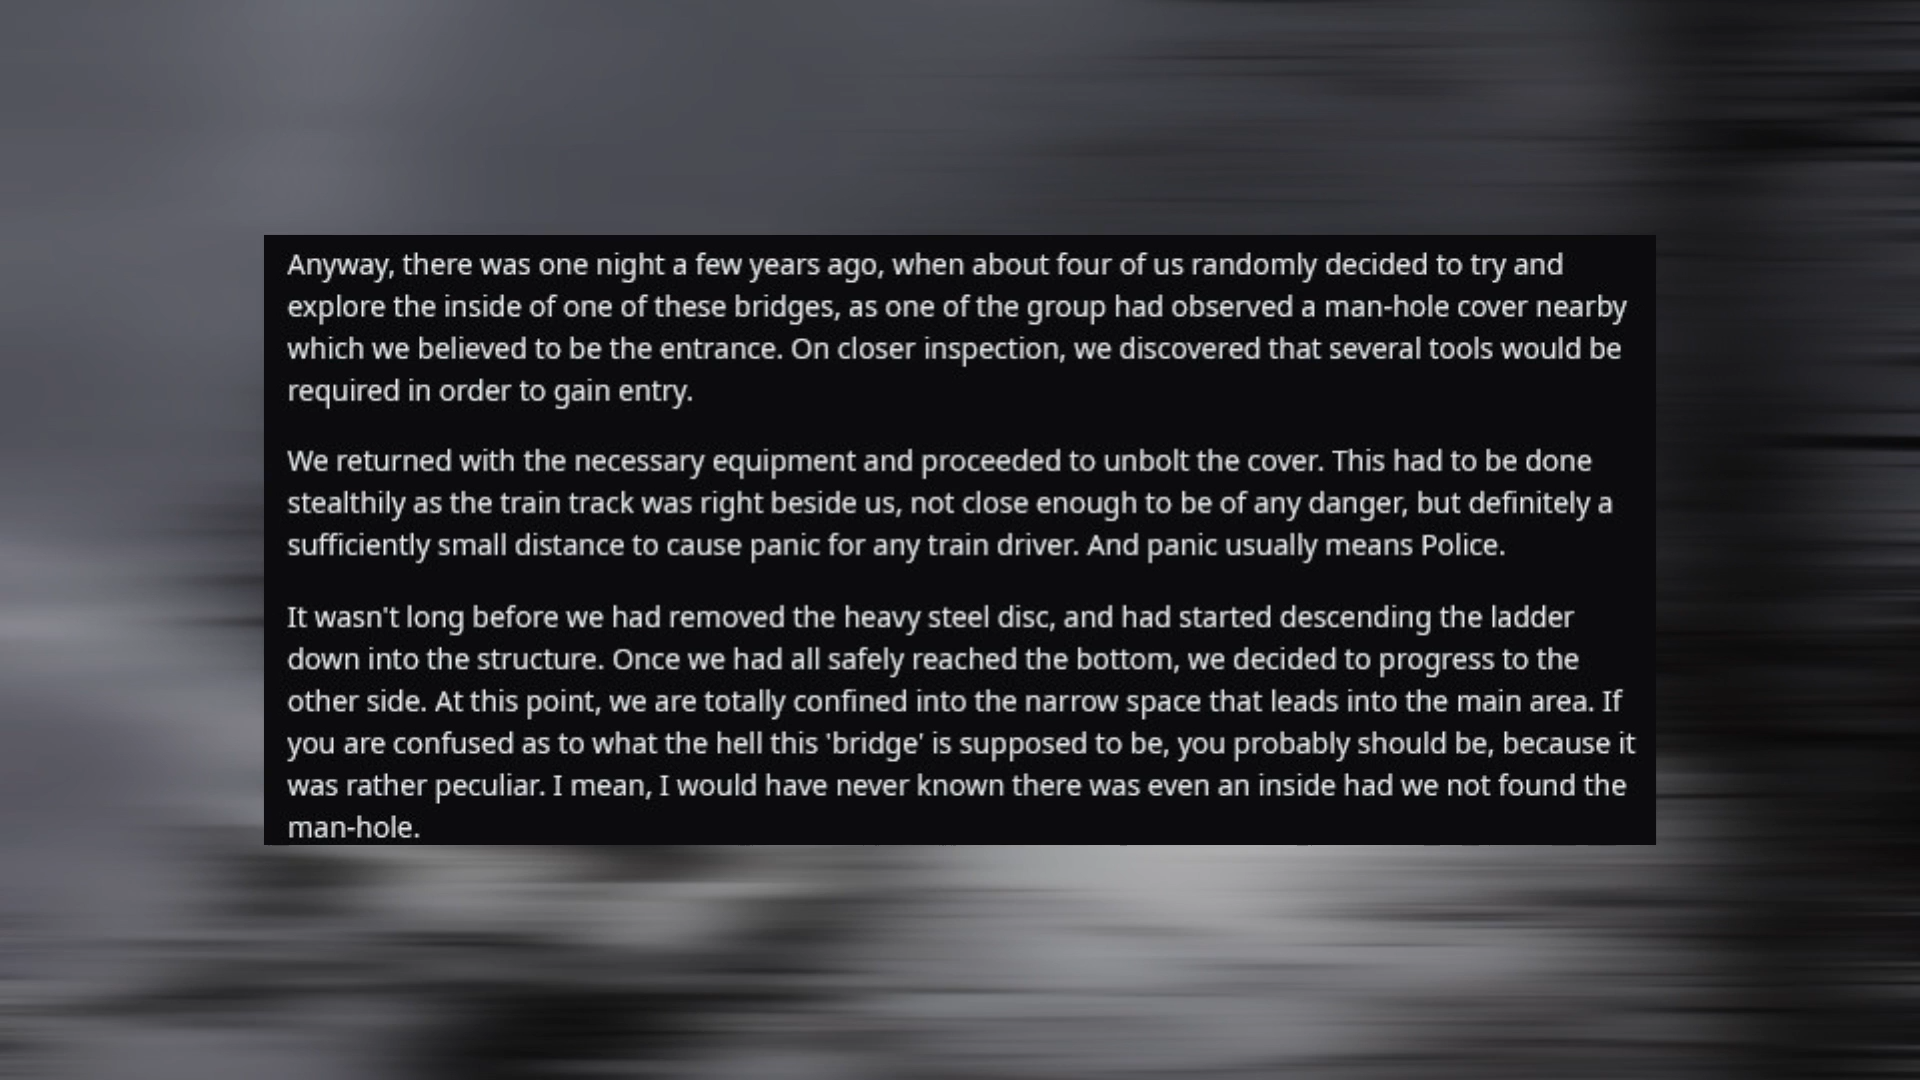 Anyway, there was one night a few years ago, when about four of us randomly decided to try and
explore the inside of one of these bridges, as one of the group had observed a man-hole cover nearby
which we believed to be the entrance. On closer inspection, we discovered that several tools would be
required in order to gain entry.
We returned with the necessary equipment and proceeded to unbolt the cover. This had to be done
stealthily as the train track was right beside us, not close enough to be of any danger, but definitely a
sufficiently small distance to cause panic for any train driver. And panic usually means Police.
It wasn't long before we had removed the heavy steel disc, and had started descending the ladder
down into the structure. Once we had all safely reached the bottom, we decided to progress to the
other side. At this point, we are totally confined into the narrow space that leads into the main area. If
you are confused as to what the hell this 'bridge' is supposed to be, you probably should be, because it
was rather peculiar. I mean, I would have never known there was even an inside had we not found the
man-hole.